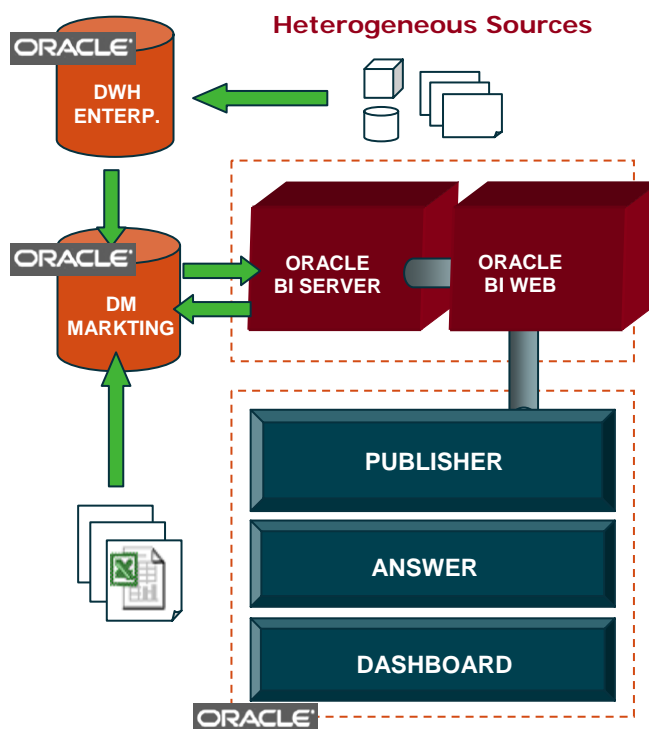 Heterogeneous Sources
ORACLE®
DWH
ENTERP.
ORACLE®
DM
MARKTING
ORACLE
BI SERVER
ORACLE
BI WEB
PUBLISHER
ANSWER
DASHBOARD
ORACLE®